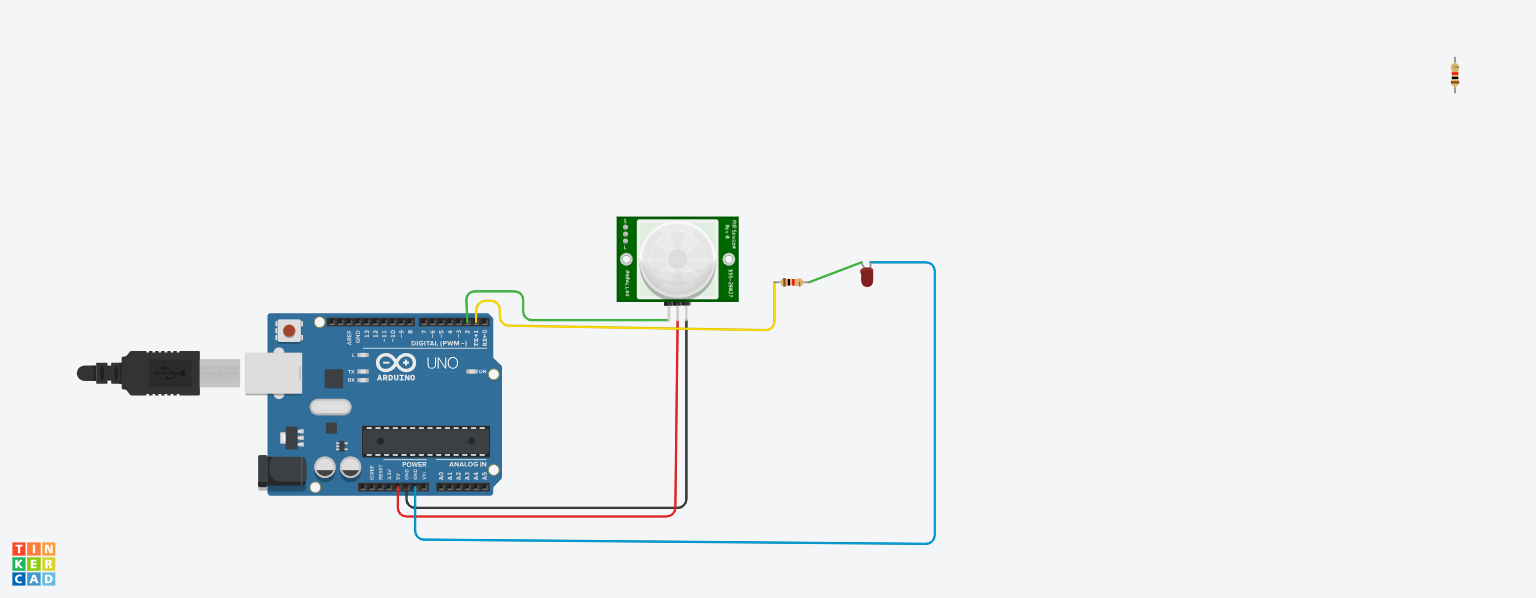 PIR Sensor
Rev B
S
L
PARALLAX
555-28027
AREF
GND
13
12
~11
~10
~9
8
7
~6
~5
4
~3
2
TX→1
RX←0
DIGITAL (PWM~)
L
TX
RX
UNO
ARDUINO
ON
POWER
ANALOG IN
IOREF
RESET
3.3V
5V
GND
GND
Vin
A0
A1
A2
A3
A4
A5
TIN
KER
CAD